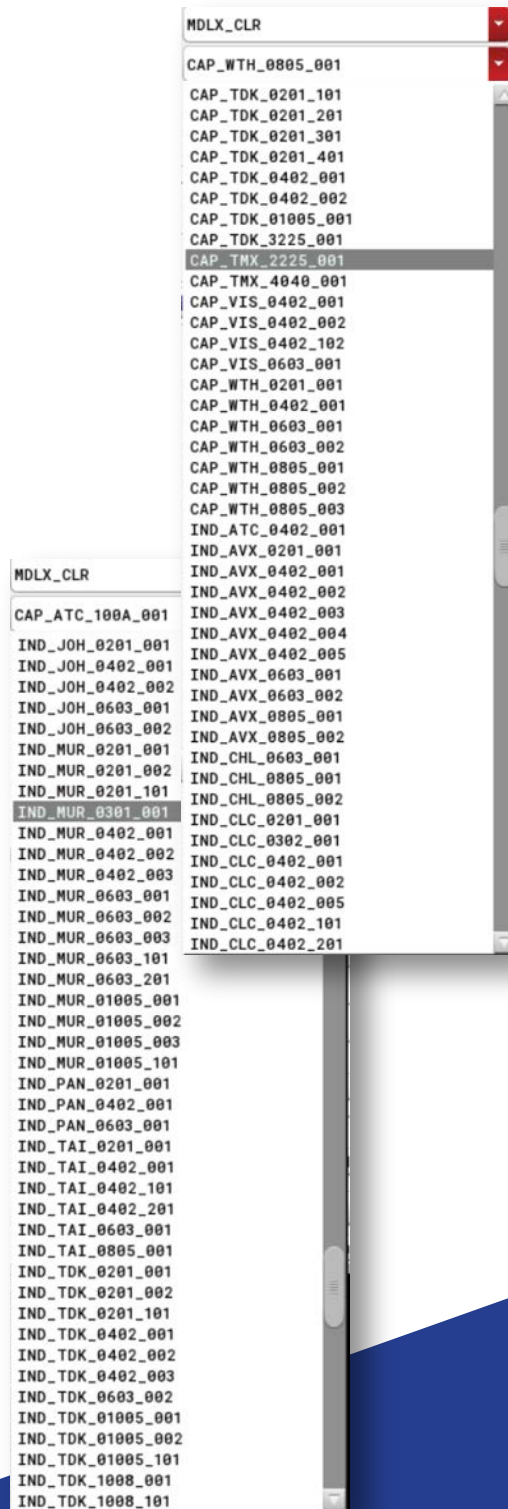 MDLX_CLR
CAP_WTH_0805_001
CAP_TDK_0201_101
CAP_TDK_0201_201
CAP_TDK_0201_301
CAP_TDK_0201_401
CAP_TDK_0402_001
CAP_TDK_0402_002
CAP_TDK_01005_001
CAP_TDK_3225_001
CAP_TMX_2225_001
CAP_TMX_4040_001
CAP_VIS_0402_001
CAP_VIS_0402_002
CAP_VIS_0402_102
CAP_VIS_0603_001
CAP_WTH_0201_001
CAP_WTH_0402_001
CAP_WTH_0603_001
CAP_WTH_0603_002
CAP_WTH_0805_001
CAP_WTH_0805_002
CAP_WTH_0805_003
IND_ATC_0402_001
IND_AVX_0201_001
IND_AVX_0402_001
IND_AVX_0402_002
IND_AVX_0402_003
IND_AVX_0402_004
IND_AVX_0402_005
IND_AVX_0603_001
IND_AVX_0603_002
IND_AVX_0805_001
IND_AVX_0805_002
IND_CHL_0603_001
IND_CHL_0805_001
IND_CHL_0805_002
IND_CLC_0201_001
IND_CLC_0302_001
IND_CLC_0402_001
IND_CLC_0402_002
IND_CLC_0402_005
IND_CLC_0402_101
IND_CLC_0402_201
MDLX_CLR
CAP_ATC_100A_001
IND_JOH_0201_001
IND_JOH_0402_001
IND_JOH_0402_002
IND_JOH_0603_001
IND_JOH_0603_002
IND_MUR_0201_001
IND_MUR_0201_002
IND_MUR_0201_101
IND_MUR_0301_001
IND_MUR_0402_001
IND_MUR_0402_002
IND_MUR_0402_003
IND_MUR_0603_001
IND_MUR_0603_002
IND_MUR_0603_003
IND_MUR_0603_101
IND_MUR_0603_201
IND_MUR_01005_001
IND_MUR_01005_002
IND_MUR_01005_003
IND_MUR_01005_101
IND_PAN_0201_001
IND_PAN_0402_001
IND_PAN_0603_001
IND_TAI_0201_001
IND_TAI_0402_001
IND_TAI_0402_101
IND_TAI_0402_201
IND_TAI_0603_001
IND_TAI_0805_001
IND_TDK_0201_001
IND_TDK_0201_002
IND_TDK_0201_101
IND_TDK_0402_001
IND_TDK_0402_002
IND_TDK_0402_003
IND_TDK_0603_002
IND_TDK_01005_001
IND_TDK_01005_002
IND_TDK_01005_101
IND_TDK_1008_001
IND_TDK_1008_101